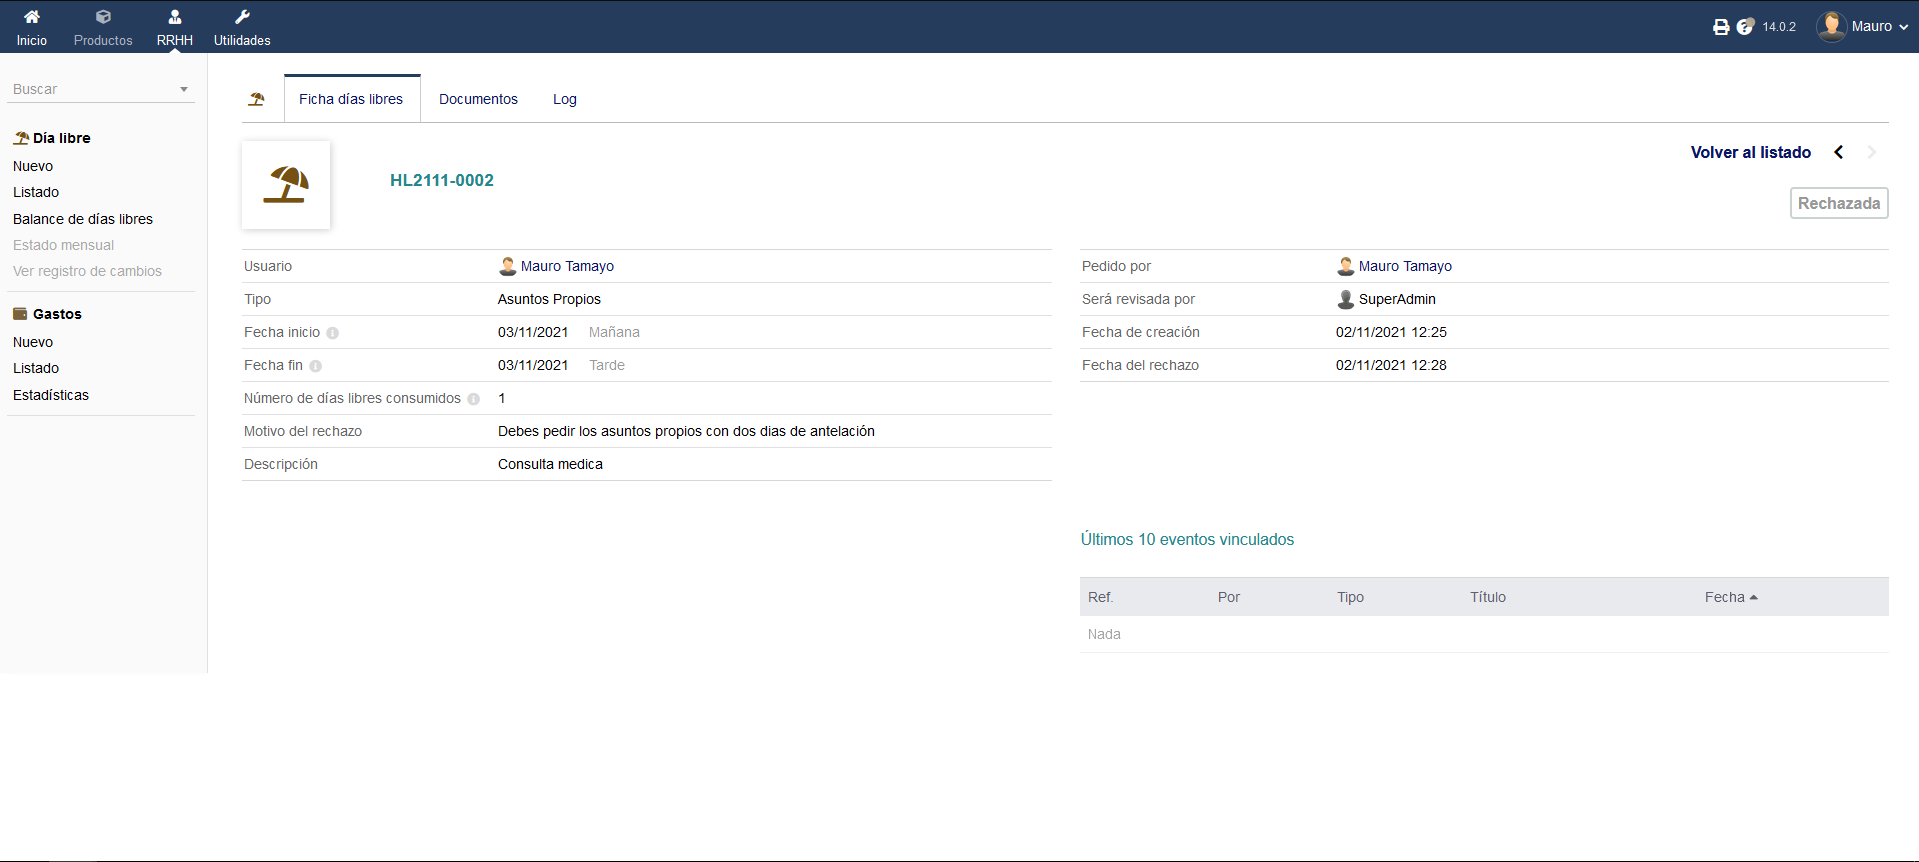 Inicio
Productos
RRHH
Utilidades
14.0.2
Mauro
Buscar
Día libre
Nuevo
Listado
Balance de días libres
Estado mensual
Ver registro de cambios
Gastos
Nuevo
Listado
Estadísticas
Ficha días libres
Documentos
Log
HL2111-0002
Volver al listado
Rechazada
Usuario Mauro Tamayo
Tipo Asuntos Propios
Fecha inicio 03/11/2021 Mañana
Fecha fin 03/11/2021 Tarde
Número de días libres consumidos 1
Motivo del rechazo Debes pedir los asuntos propios con dos dias de antelación
Descripción Consulta medica
Pedido por Mauro Tamayo
Será revisada por SuperAdmin
Fecha de creación 02/11/2021 12:25
Fecha del rechazo 02/11/2021 12:28
Últimos 10 eventos vinculados
Ref. Por Tipo Título Fecha
Nada